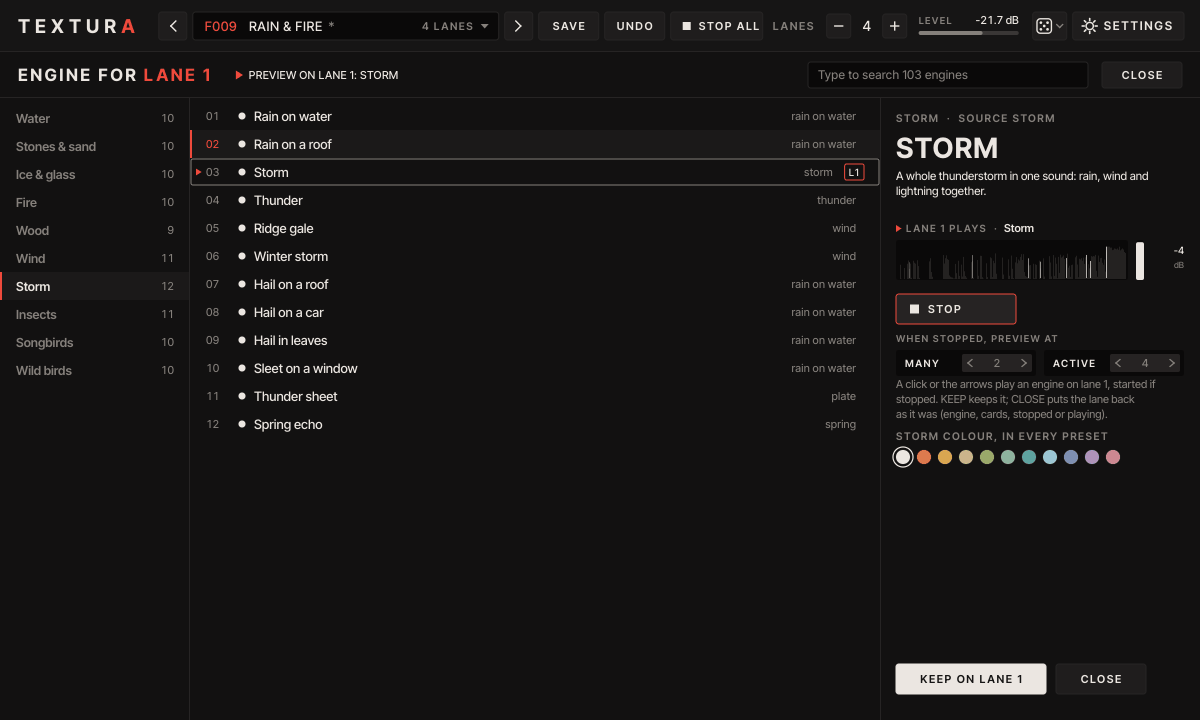 TEXTURA
F009 RAIN & FIRE *
4 LANES
SAVE
UNDO
STOP ALL
LANES
4
LEVEL
-21.7 dB
SETTINGS
ENGINE FOR LANE 1
PREVIEW ON LANE 1: STORM
Type to search 103 engines
CLOSE
Water 10
Stones & sand 10
Ice & glass 10
Fire 10
Wood 9
Wind 11
Storm 12
Insects 11
Songbirds 10
Wild birds 10
01 Rain on water rain on water
02 Rain on a roof rain on water
03 Storm storm L1
04 Thunder thunder
05 Ridge gale wind
06 Winter storm wind
07 Hail on a roof rain on water
08 Hail on a car rain on water
09 Hail in leaves rain on water
10 Sleet on a window rain on water
11 Thunder sheet plate
12 Spring echo spring
STORM · SOURCE STORM
STORM
A whole thunderstorm in one sound: rain, wind and
lightning together.
LANE 1 PLAYS · Storm
-4
dB
STOP
WHEN STOPPED, PREVIEW AT
MANY 2 ACTIVE 4
A click or the arrows play an engine on lane 1, started if
stopped. KEEP keeps it; CLOSE puts the lane back
as it was (engine, cards, stopped or playing).
STORM COLOUR, IN EVERY PRESET
KEEP ON LANE 1
CLOSE